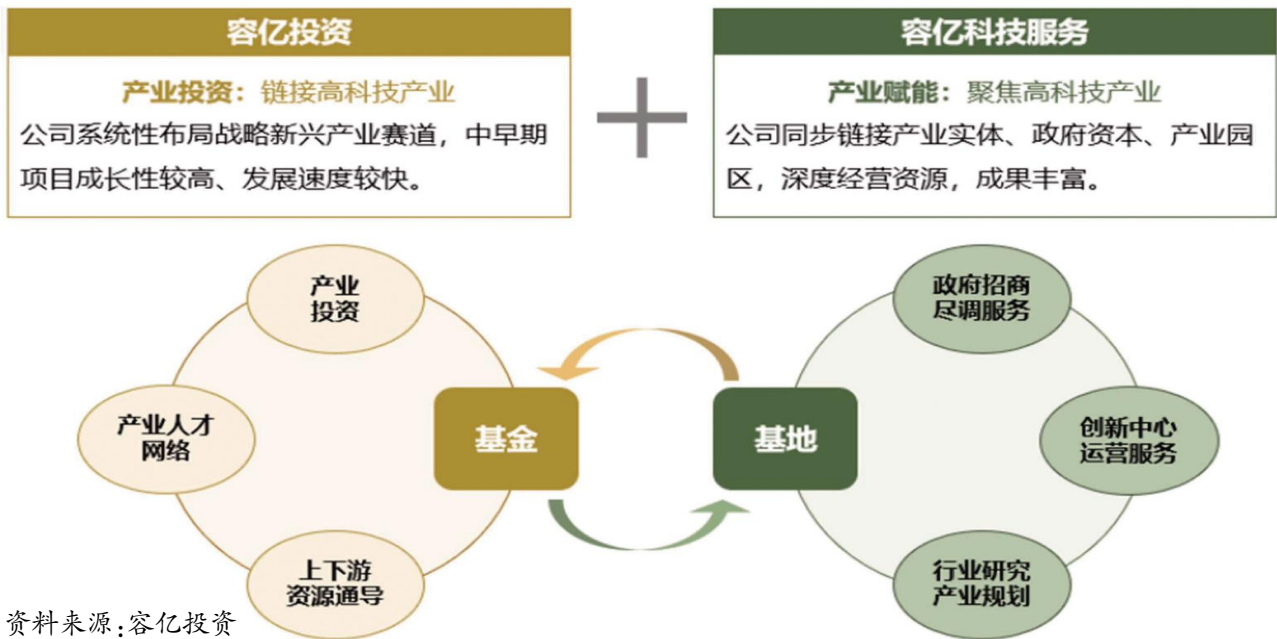 容亿投资
产业投资：链接高科技产业
公司系统性布局战略新兴产业赛道，中早期
项目成长性较高、发展速度较快。
容亿科技服务
产业赋能：聚焦高科技产业
公司同步链接产业实体、政府资本、产业园
区，深度经营资源，成果丰富。
产业
投资
产业人才
网络
上下游
资源通导
基金
基地
政府招商
尽调服务
创新中心
运营服务
行业研究
产业规划
资料来源:容亿投资